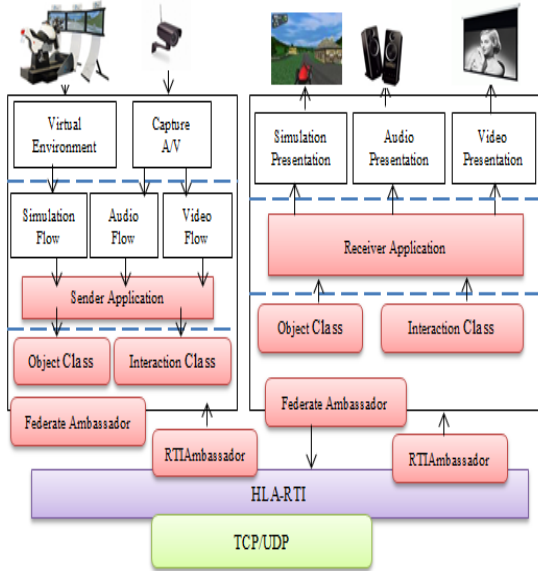 Virtual
Environment
Capture
A/V
Simulation
Flow
Audio
Flow
Video
Flow
Sender Application
Object Class
Interaction Class
Federate Ambassador
RTIAmbassador
Simulation
Presentation
Audio
Presentation
Video
Presentation
Receiver Application
Object Class
Interaction Class
Federate Ambassador
RTIAmbassador
HLA-RTI
TCP/UDP